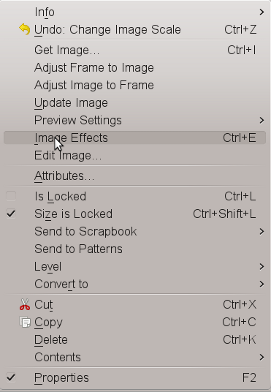 Info
Undo: Change Image Scale Ctrl+Z
Get Image... Ctrl+I
Adjust Frame to Image
Adjust Image to Frame
Update Image
Preview Settings
Image Effects Ctrl+E
Edit Image...
Attributes...
Is Locked Ctrl+L
Size is Locked Ctrl+Shift+L
Send to Scrapbook
Send to Patterns
Level
Convert to
Cut Ctrl+X
Copy Ctrl+C
Delete Ctrl+K
Contents
Properties F2